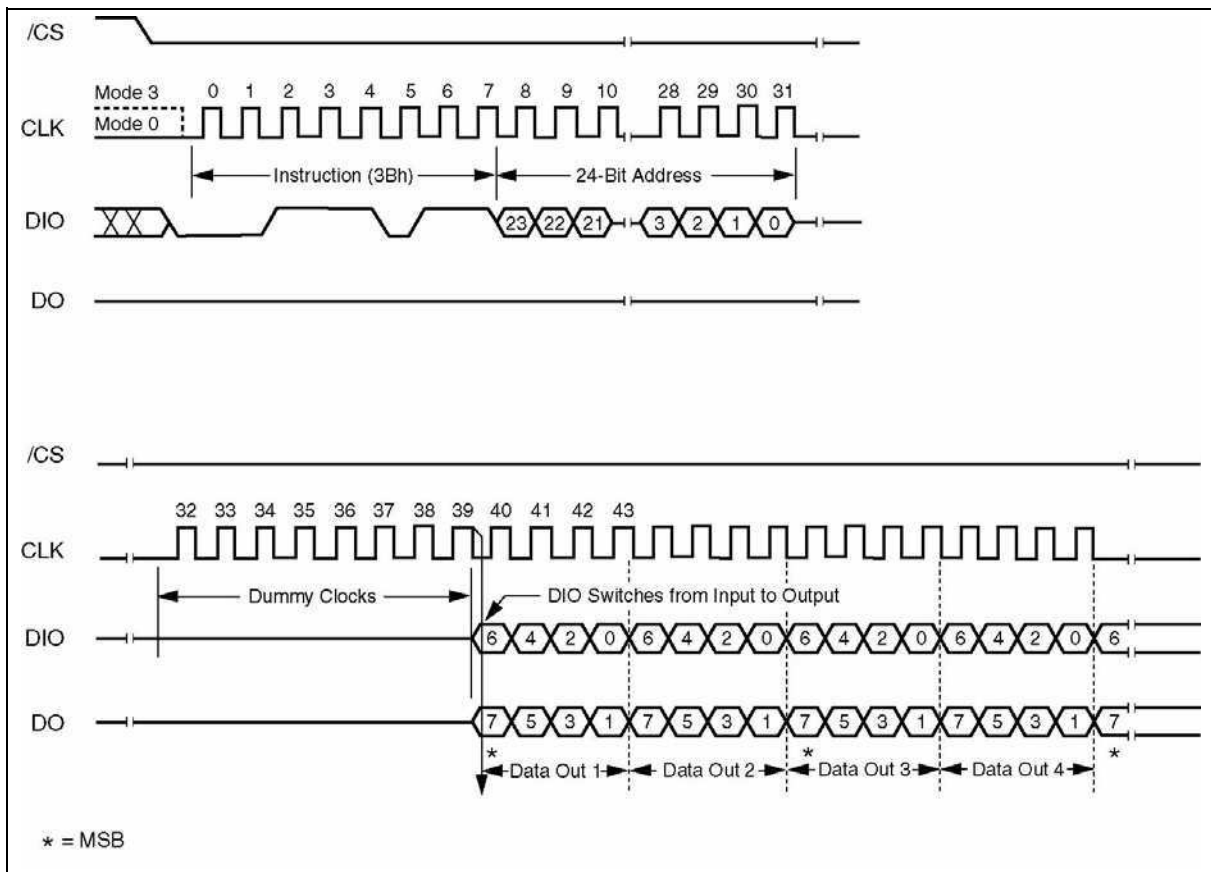 /CS
Mode 3 0 1 2 3 4 5 6 7 8 9 10 28 29 30 31
CLK Mode 0
Instruction (3Bh) 24-Bit Address
DIO 23 22 21 3 2 1 0
DO
/CS
32 33 34 35 36 37 38 39 40 41 42 43
CLK
Dummy Clocks DIO Switches from Input to Output
DIO 6 4 2 0 6 4 2 0 6 4 2 0 6 4 2 0 6
DO 7 5 3 1 7 5 3 1 7 5 3 1 7 5 3 1 7
* * *
Data Out 1 Data Out 2 Data Out 3 Data Out 4
* = MSB